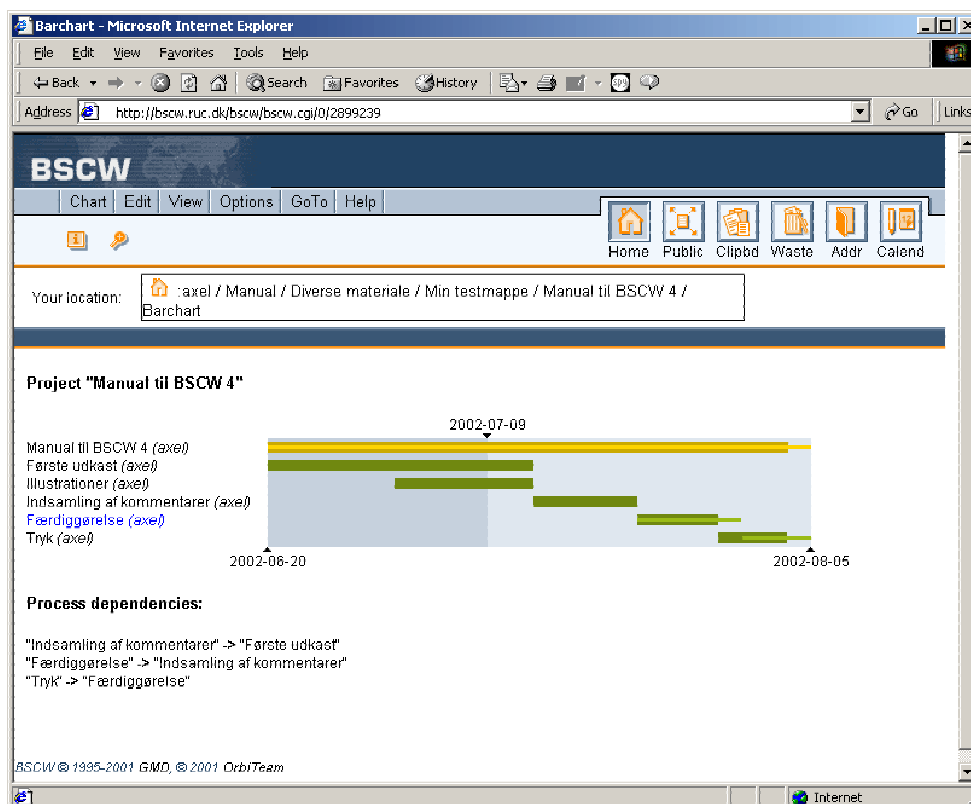 Barchart - Microsoft Internet Explorer
File Edit View Favorites Tools Help
Back Search Favorites History
Address http://bscw.ruc.dk/bscw/bscw.cgi/0/2899239 Go Links
BSCW
Chart Edit View Options GoTo Help
Home Public Clipbd Waste Addr Calend
Your location: :axel / Manual / Diverse materiale / Min testmappe / Manual til BSCW 4 /
Barchart
Project "Manual til BSCW 4"
2002-07-09
Manual til BSCW 4 (axel)
Første udkast (axel)
Illustrationer (axel)
Indsamling af kommentarer (axel)
Færdiggørelse (axel)
Tryk (axel)
2002-06-20 2002-08-05
Process dependencies:
"Indsamling af kommentarer" -> "Første udkast"
"Færdiggørelse" -> "Indsamling af kommentarer"
"Tryk" -> "Færdiggørelse"
BSCW © 1995-2001 GMD, © 2001 OrbiTeam
Internet